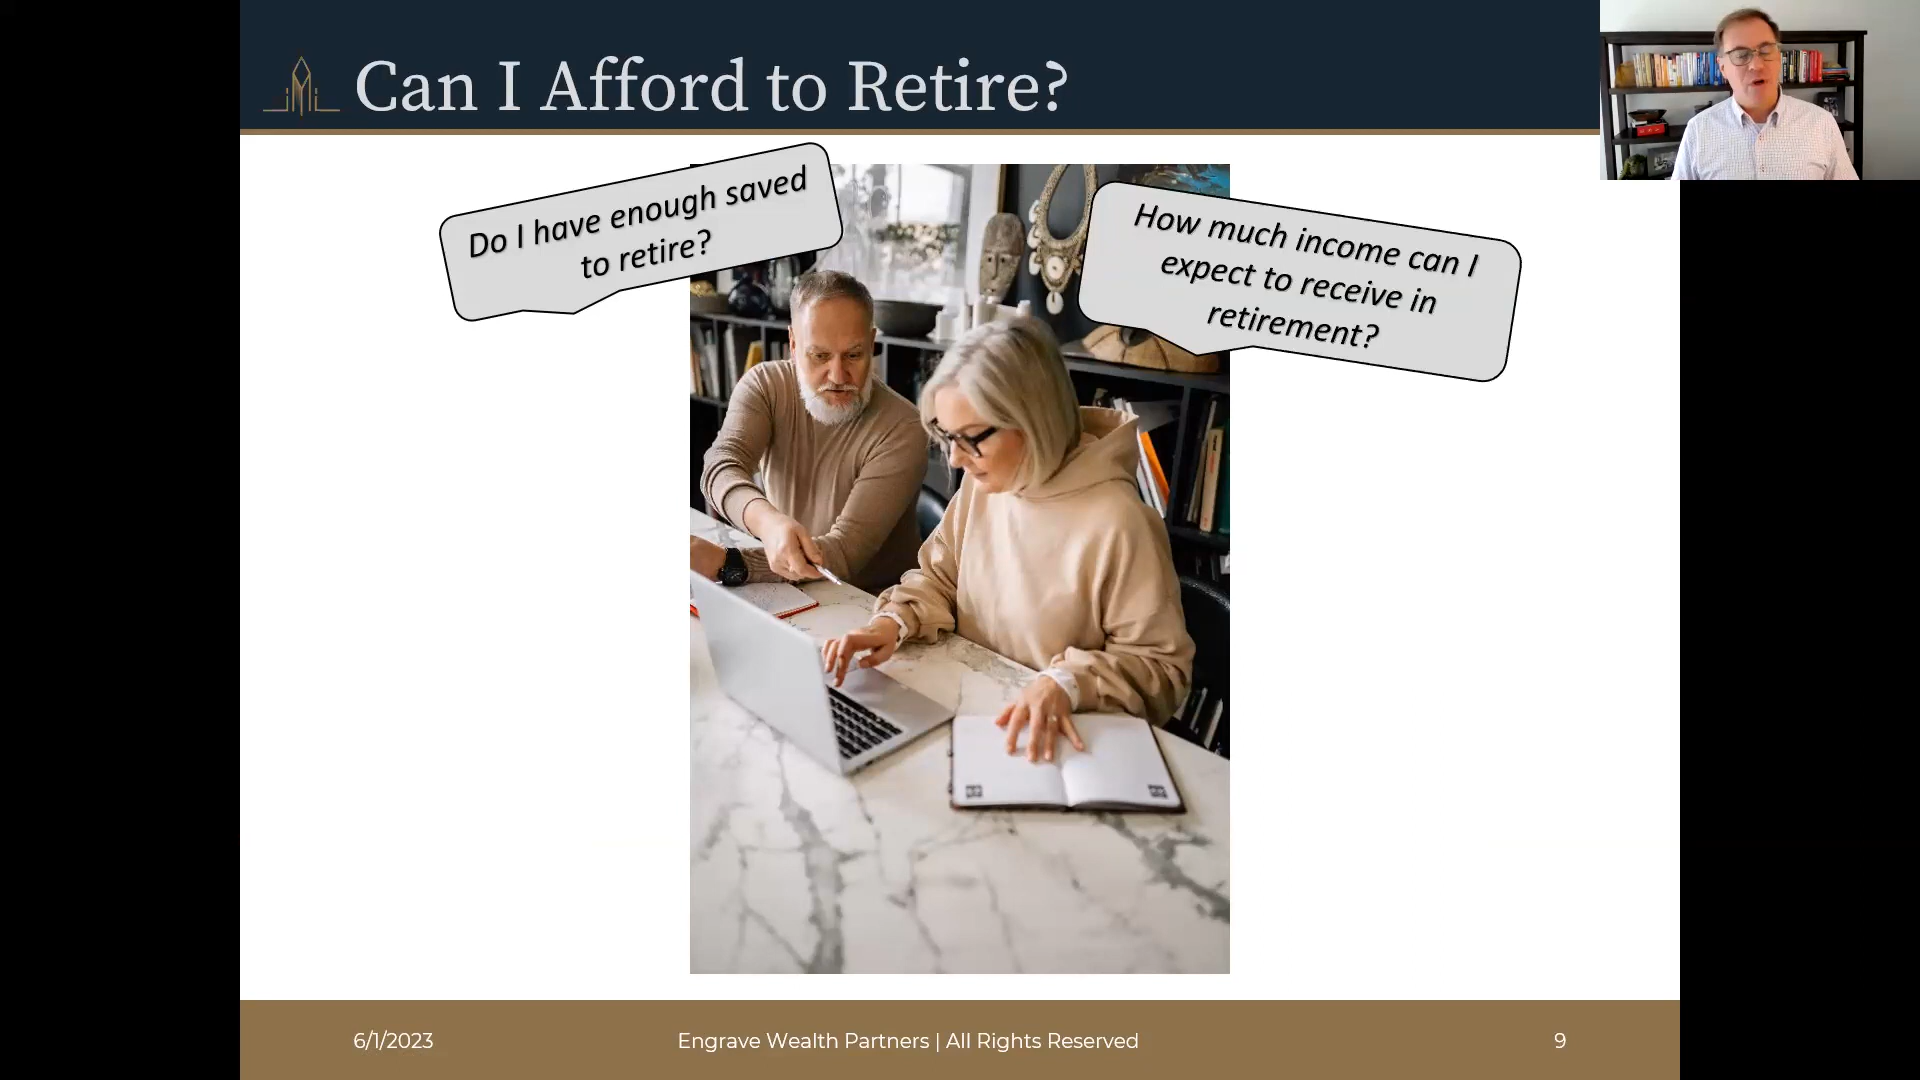 Can I Afford to Retire?
Do I have enough saved
to retire?
How much income can I
expect to receive in
retirement?
6/1/2023
Engrave Wealth Partners | All Rights Reserved
9